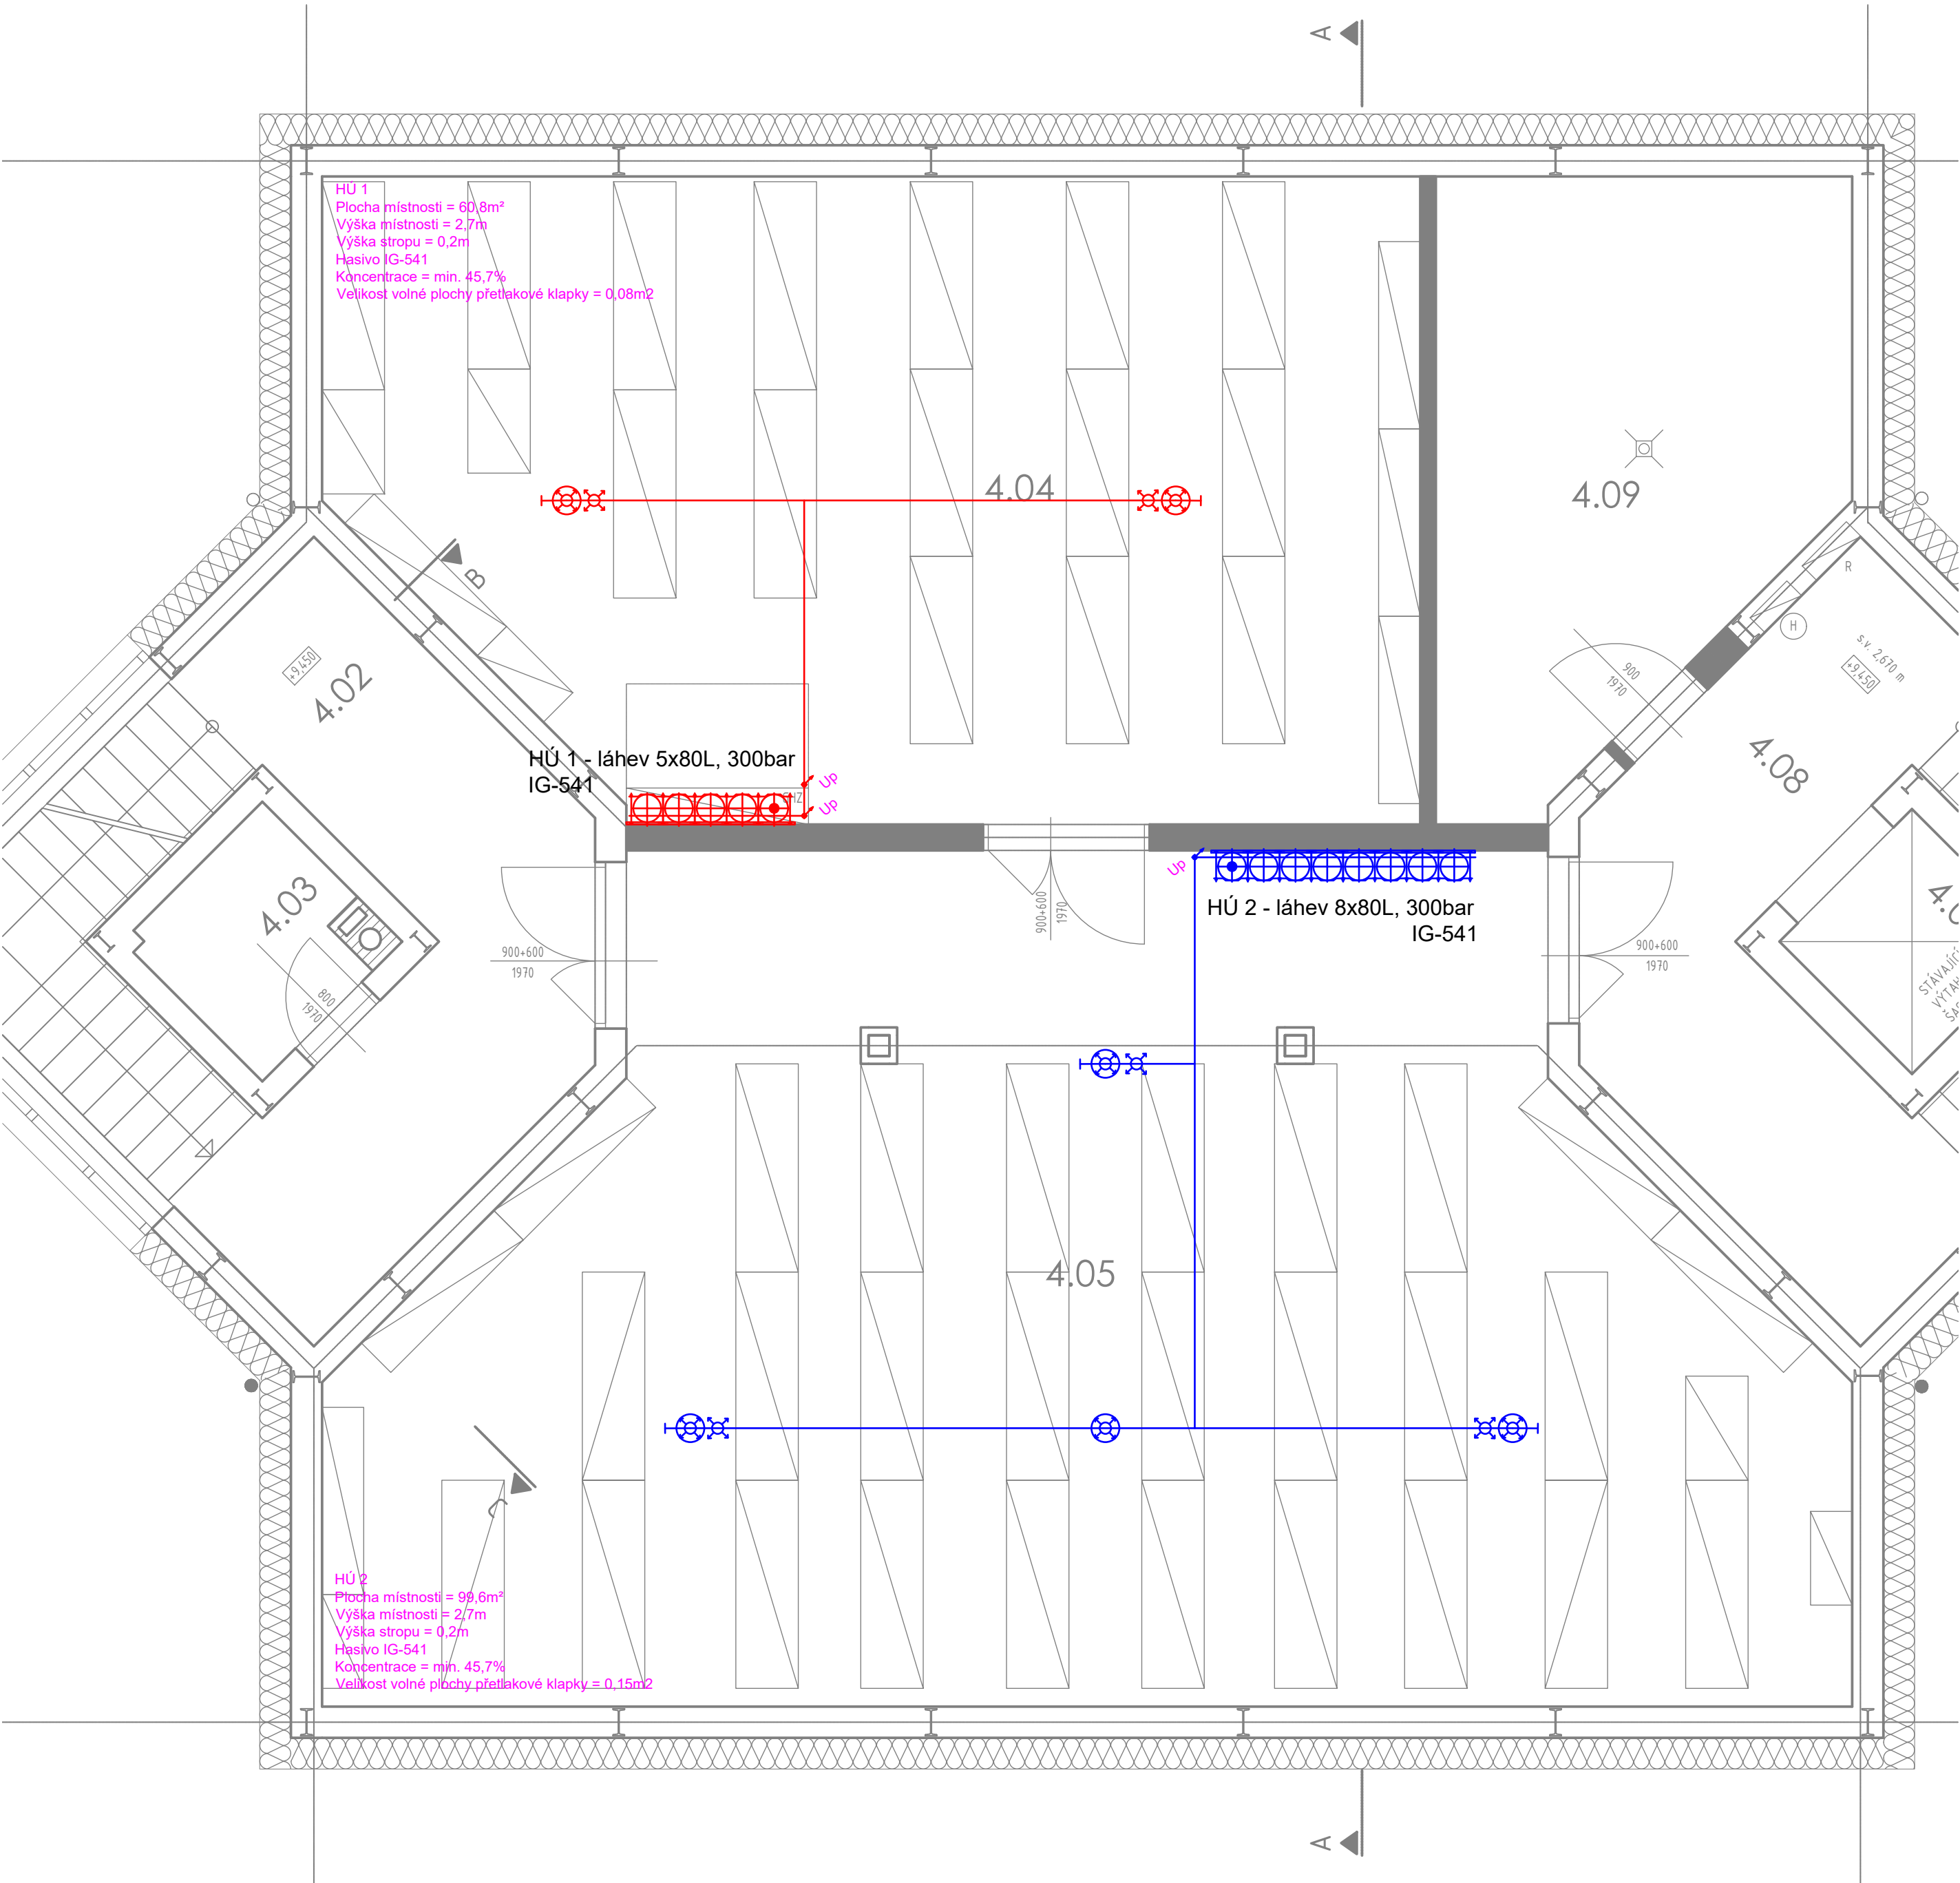 A
HÚ 1
Plocha místnosti = 60,8m²
Výška místnosti = 2,7m
Výška stropu = 0,2m
Hasivo IG-541
Koncentrace = min. 45,7%
Velikost volné plochy přetlakové klapky = 0,08m2
4.04
4.09
B
R
H
s.v. 2,670 m
+9,450
+9,450
4.02
900
1970
4.08
HÚ 1 - láhev 5x80L, 300bar
IG-541
Up
Up
Up
4.03
800
1970
900+600
1970
900+600
1970
HÚ 2 - láhev 8x80L, 300bar
IG-541
900+600
1970
STÁVAJÍCÍ
4.05
HÚ 2
Plocha místnosti = 99,6m²
Výška místnosti = 2,7m
Výška stropu = 0,2m
Hasivo IG-541
Koncentrace = min. 45,7%
Velikost volné plochy přetlakové klapky = 0,15m2
A